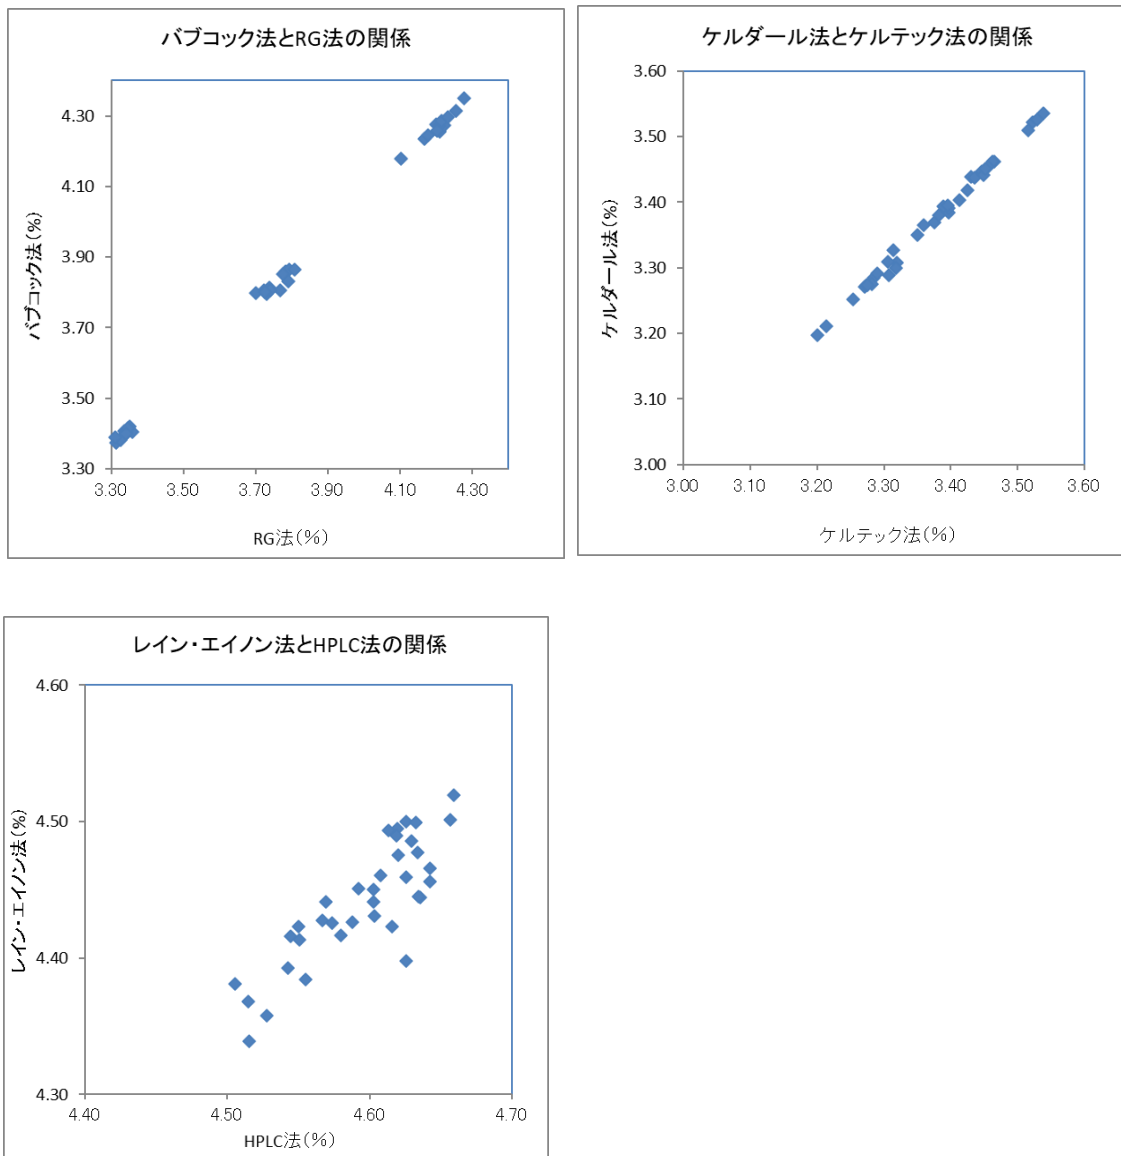 バブコック法とRG法の関係
4.30
4.10
3.90
3.70
3.50
3.30
3.30 3.50 3.70 3.90 4.10 4.30
バブコック法(%)
RG法(%)
ケルダール法とケルテック法の関係
3.60
3.50
3.40
3.30
3.20
3.10
3.00
3.00 3.10 3.20 3.30 3.40 3.50 3.60
ケルダール法(%)
ケルテック法(%)
レイン・エイノン法とHPLC法の関係
4.60
4.50
4.40
4.30
4.40 4.50 4.60 4.70
レイン・エイノン法(%)
HPLC法(%)